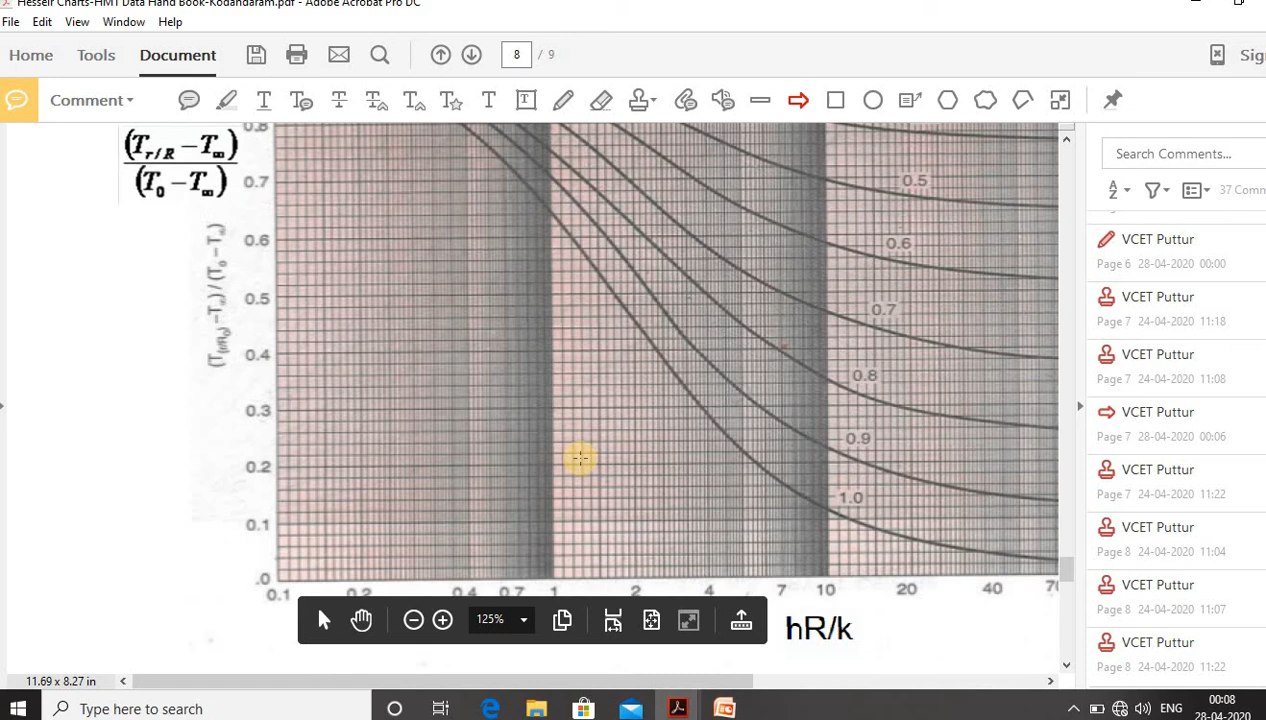 Hesselr Charts-HMT Data Hand Book-Kodandaram.pdf - Adobe Acrobat Pro DC
File Edit View Window Help
Home Tools Document 8 / 9 Sig
Comment
(T r/R − T∞)
(T0 − T∞)
(T(r/R0) −T∞) / (T0 −T∞)
0.8
0.7
0.6
0.5
0.4
0.3
0.2
0.1
.0
0.5
0.6
0.7
0.8
0.9
1.0
0.1 0.2 0.4 0.7 1 2 4 7 10 20 40 70
125%
hR/k
11.69 x 8.27 in
Search Comments...
37 Comm
VCET Puttur
Page 6 28-04-2020 00:00
VCET Puttur
Page 7 24-04-2020 11:18
VCET Puttur
Page 7 24-04-2020 11:08
VCET Puttur
Page 7 28-04-2020 00:06
VCET Puttur
Page 7 24-04-2020 11:22
VCET Puttur
Page 8 24-04-2020 11:04
VCET Puttur
Page 8 24-04-2020 11:07
VCET Puttur
Page 8 24-04-2020 11:22
Type here to search
ENG
00:08
28-04-2020